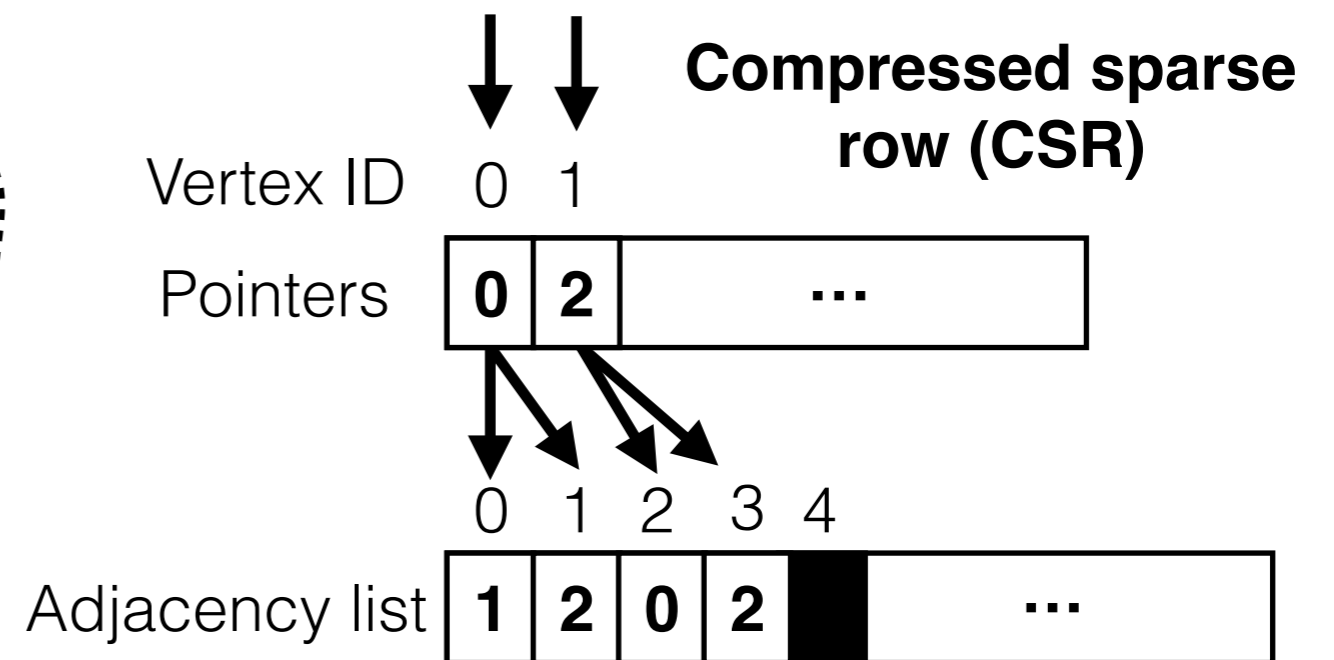 Compressed sparse
row (CSR)
Vertex ID 0 1
Pointers 0 2 ...
0 1 2 3 4
Adjacency list 1 2 0 2 ...